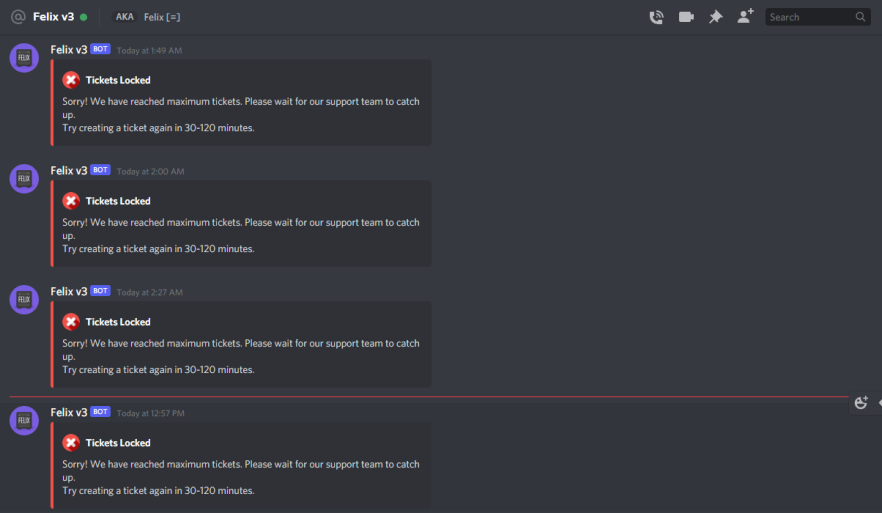 @ Felix v3 AKA Felix [=] Search
Felix v3 BOT Today at 1:49 AM
FELIX
Tickets Locked
Sorry! We have reached maximum tickets. Please wait for our support team to catch
up.
Try creating a ticket again in 30-120 minutes.
Felix v3 BOT Today at 2:00 AM
FELIX
Tickets Locked
Sorry! We have reached maximum tickets. Please wait for our support team to catch
up.
Try creating a ticket again in 30-120 minutes.
Felix v3 BOT Today at 2:27 AM
FELIX
Tickets Locked
Sorry! We have reached maximum tickets. Please wait for our support team to catch
up.
Try creating a ticket again in 30-120 minutes.
Felix v3 BOT Today at 12:57 PM
FELIX
Tickets Locked
Sorry! We have reached maximum tickets. Please wait for our support team to catch
up.
Try creating a ticket again in 30-120 minutes.